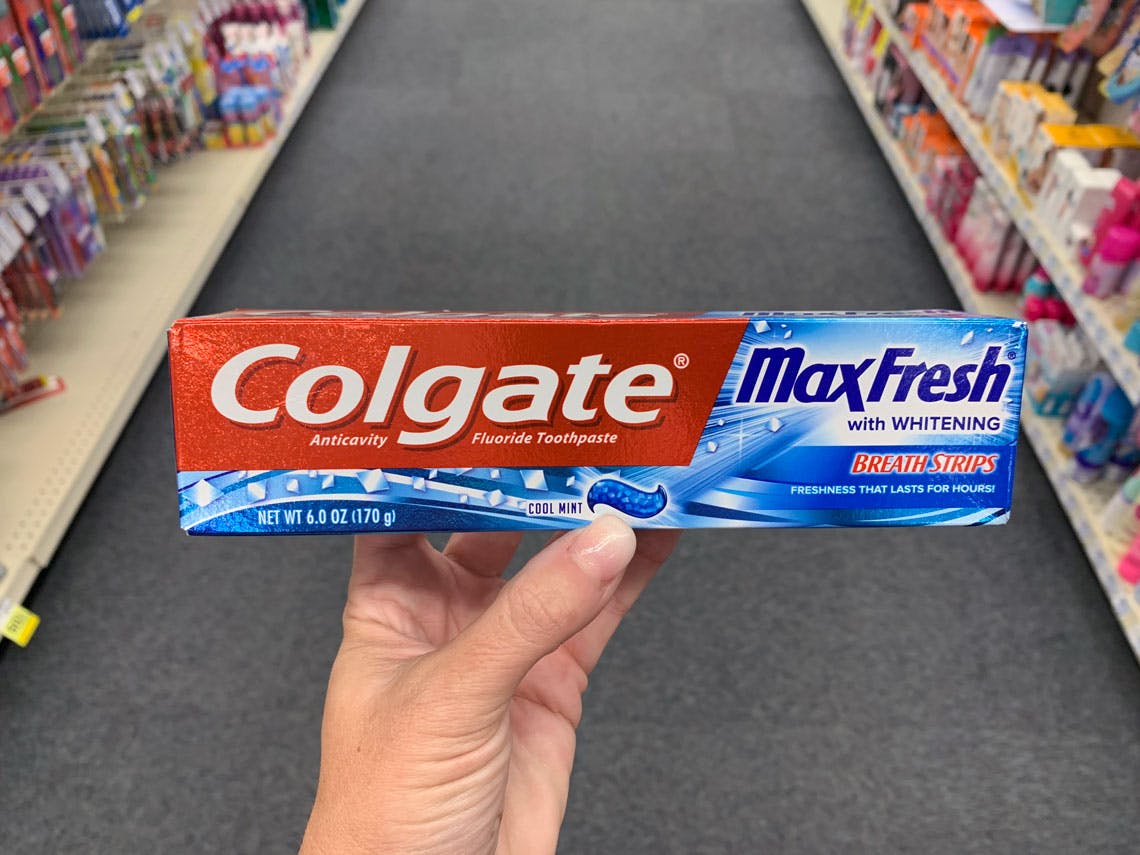 Colgate®
Anticavity Fluoride Toothpaste
MaxFresh®
with WHITENING
BREATH STRIPS
FRESHNESS THAT LASTS FOR HOURS!
COOL MINT
NET WT 6.0 OZ (170 g)